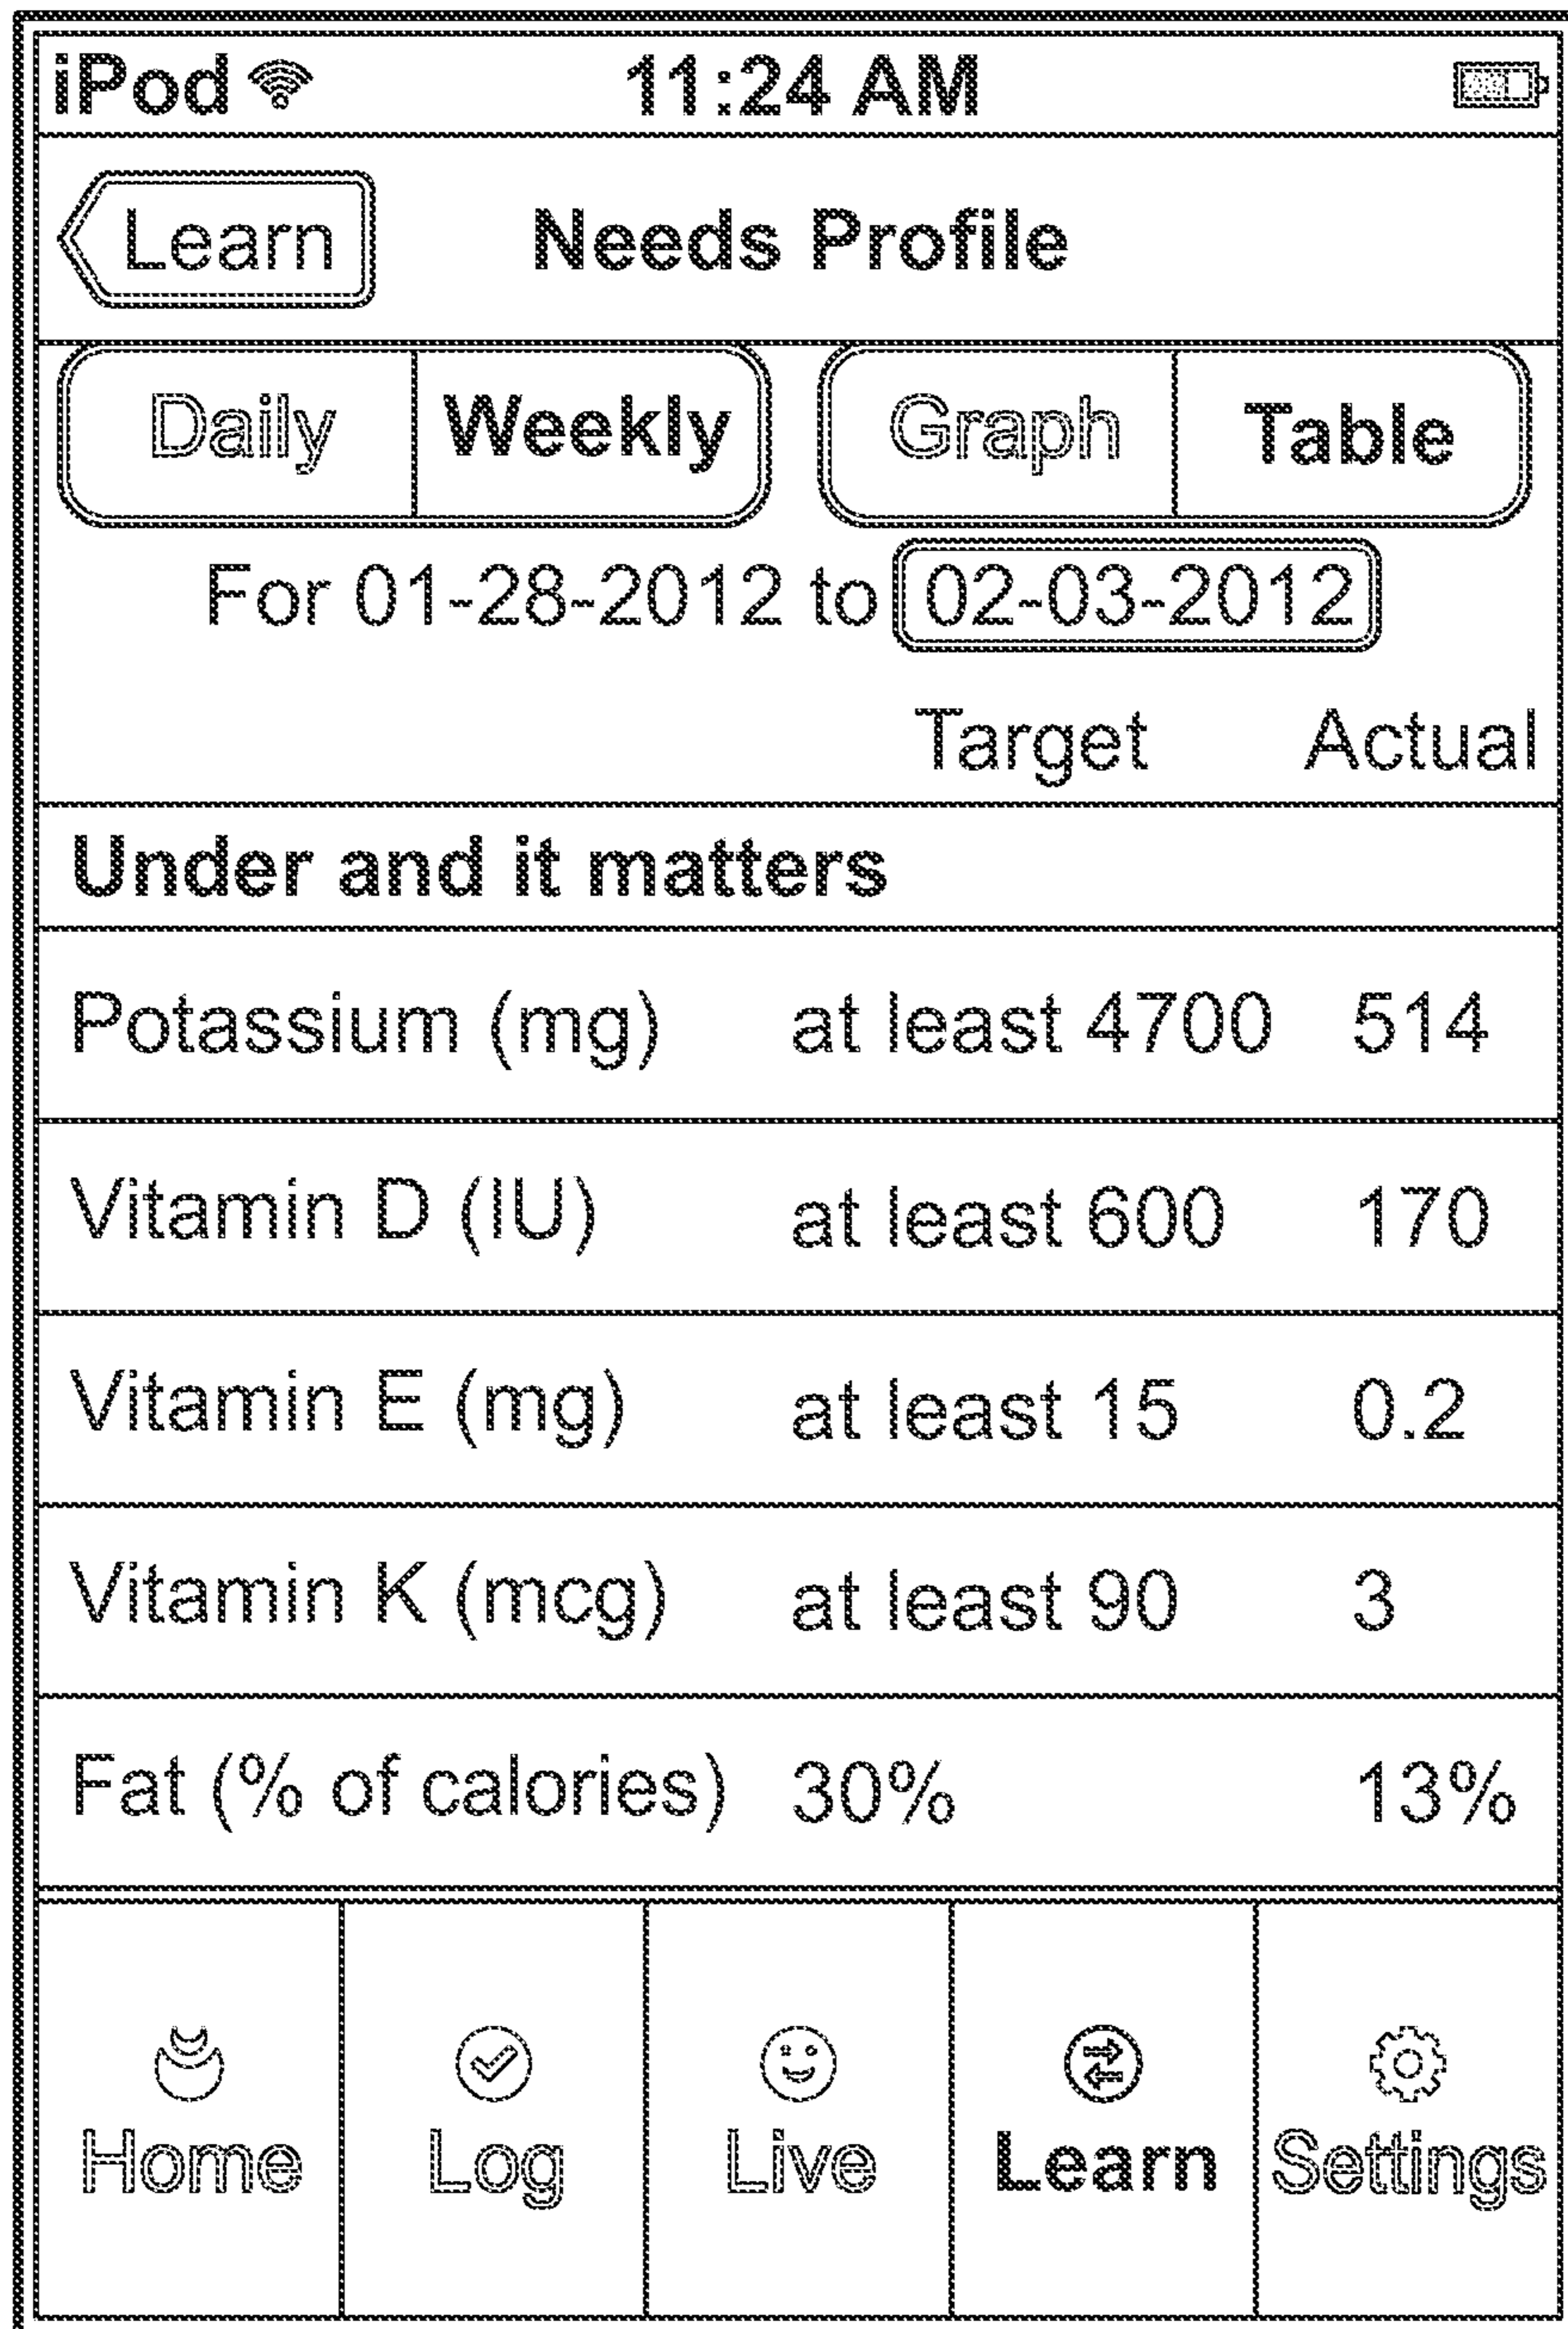 iPod 11:24 AM
Learn Needs Profile
Daily Weekly Graph Table
For 01-28-2012 to 02-03-2012
Target Actual
Under and it matters
Potassium (mg) at least 4700 514
Vitamin D (IU) at least 600 170
Vitamin E (mg) at least 15 0.2
Vitamin K (mcg) at least 90 3
Fat (% of calories) 30% 13%
Home Log Live Learn Settings